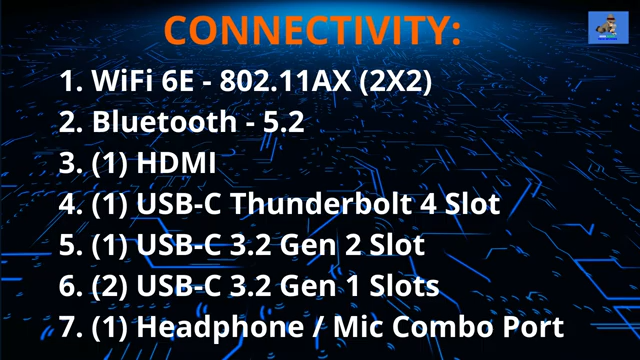 CONNECTIVITY:
1. WiFi 6E - 802.11AX (2X2)
2. Bluetooth - 5.2
3. (1) HDMI
4. (1) USB-C Thunderbolt 4 Slot
5. (1) USB-C 3.2 Gen 2 Slot
6. (2) USB-C 3.2 Gen 1 Slots
7. (1) Headphone / Mic Combo Port